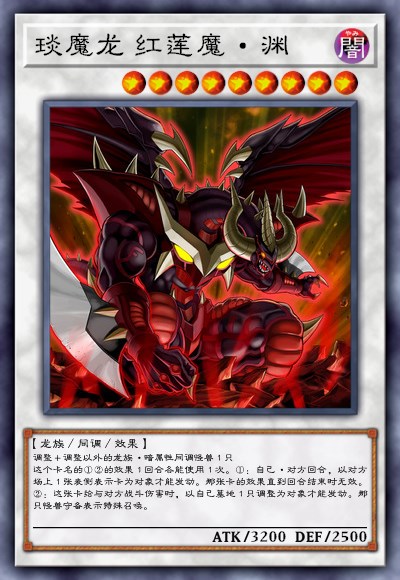 琰魔龙 红莲魔·渊
闇
やみ
【龙族／同调／效果】
调整＋调整以外的龙族·暗属性同调怪兽1只
这个卡名的①②的效果1回合各能使用1次。①：自己·对方回合，以对方
场上1张表侧表示卡为对象才能发动。那张卡的效果直到回合结束时无效。
②：这张卡给与对方战斗伤害时，以自己墓地1只调整为对象才能发动。那
只怪兽守备表示特殊召唤。
ATK/3200 DEF/2500